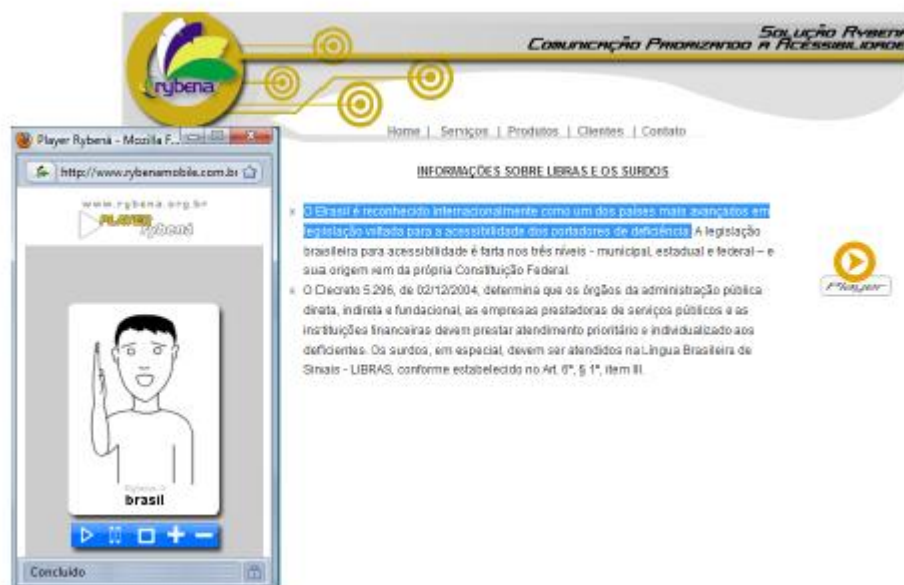 SOLUÇÃO RYBENÁ
COMUNICAÇÃO PRIORIZANDO A ACESSIBILIDADE
rybená
Home | Serviços | Produtos | Clientes | Contato
INFORMAÇÕES SOBRE LIBRAS E OS SURDOS
O Brasil é reconhecido internacionalmente como um dos países mais avançados em
legislação voltada para a acessibilidade dos portadores de deficiência. A legislação
brasileira para acessibilidade é farta nos três níveis - municipal, estadual e federal – e
sua origem vem da própria Constituição Federal.
O Decreto 5.296, de 02/12/2004, determina que os órgãos da administração pública
direta, indireta e fundacional, as empresas prestadoras de serviços públicos e as
instituições financeiras devem prestar atendimento prioritário e individualizado aos
deficientes. Os surdos, em especial, devem ser atendidos na Língua Brasileira de
Sinais - LIBRAS, conforme estabelecido no Art. 6º, § 1º, item III.
Player
Player Rybená - Mozilla F...
http://www.rybenamobile.com.br
www.rybena.org.br
PLAYER
rybená
brasil
Concluído